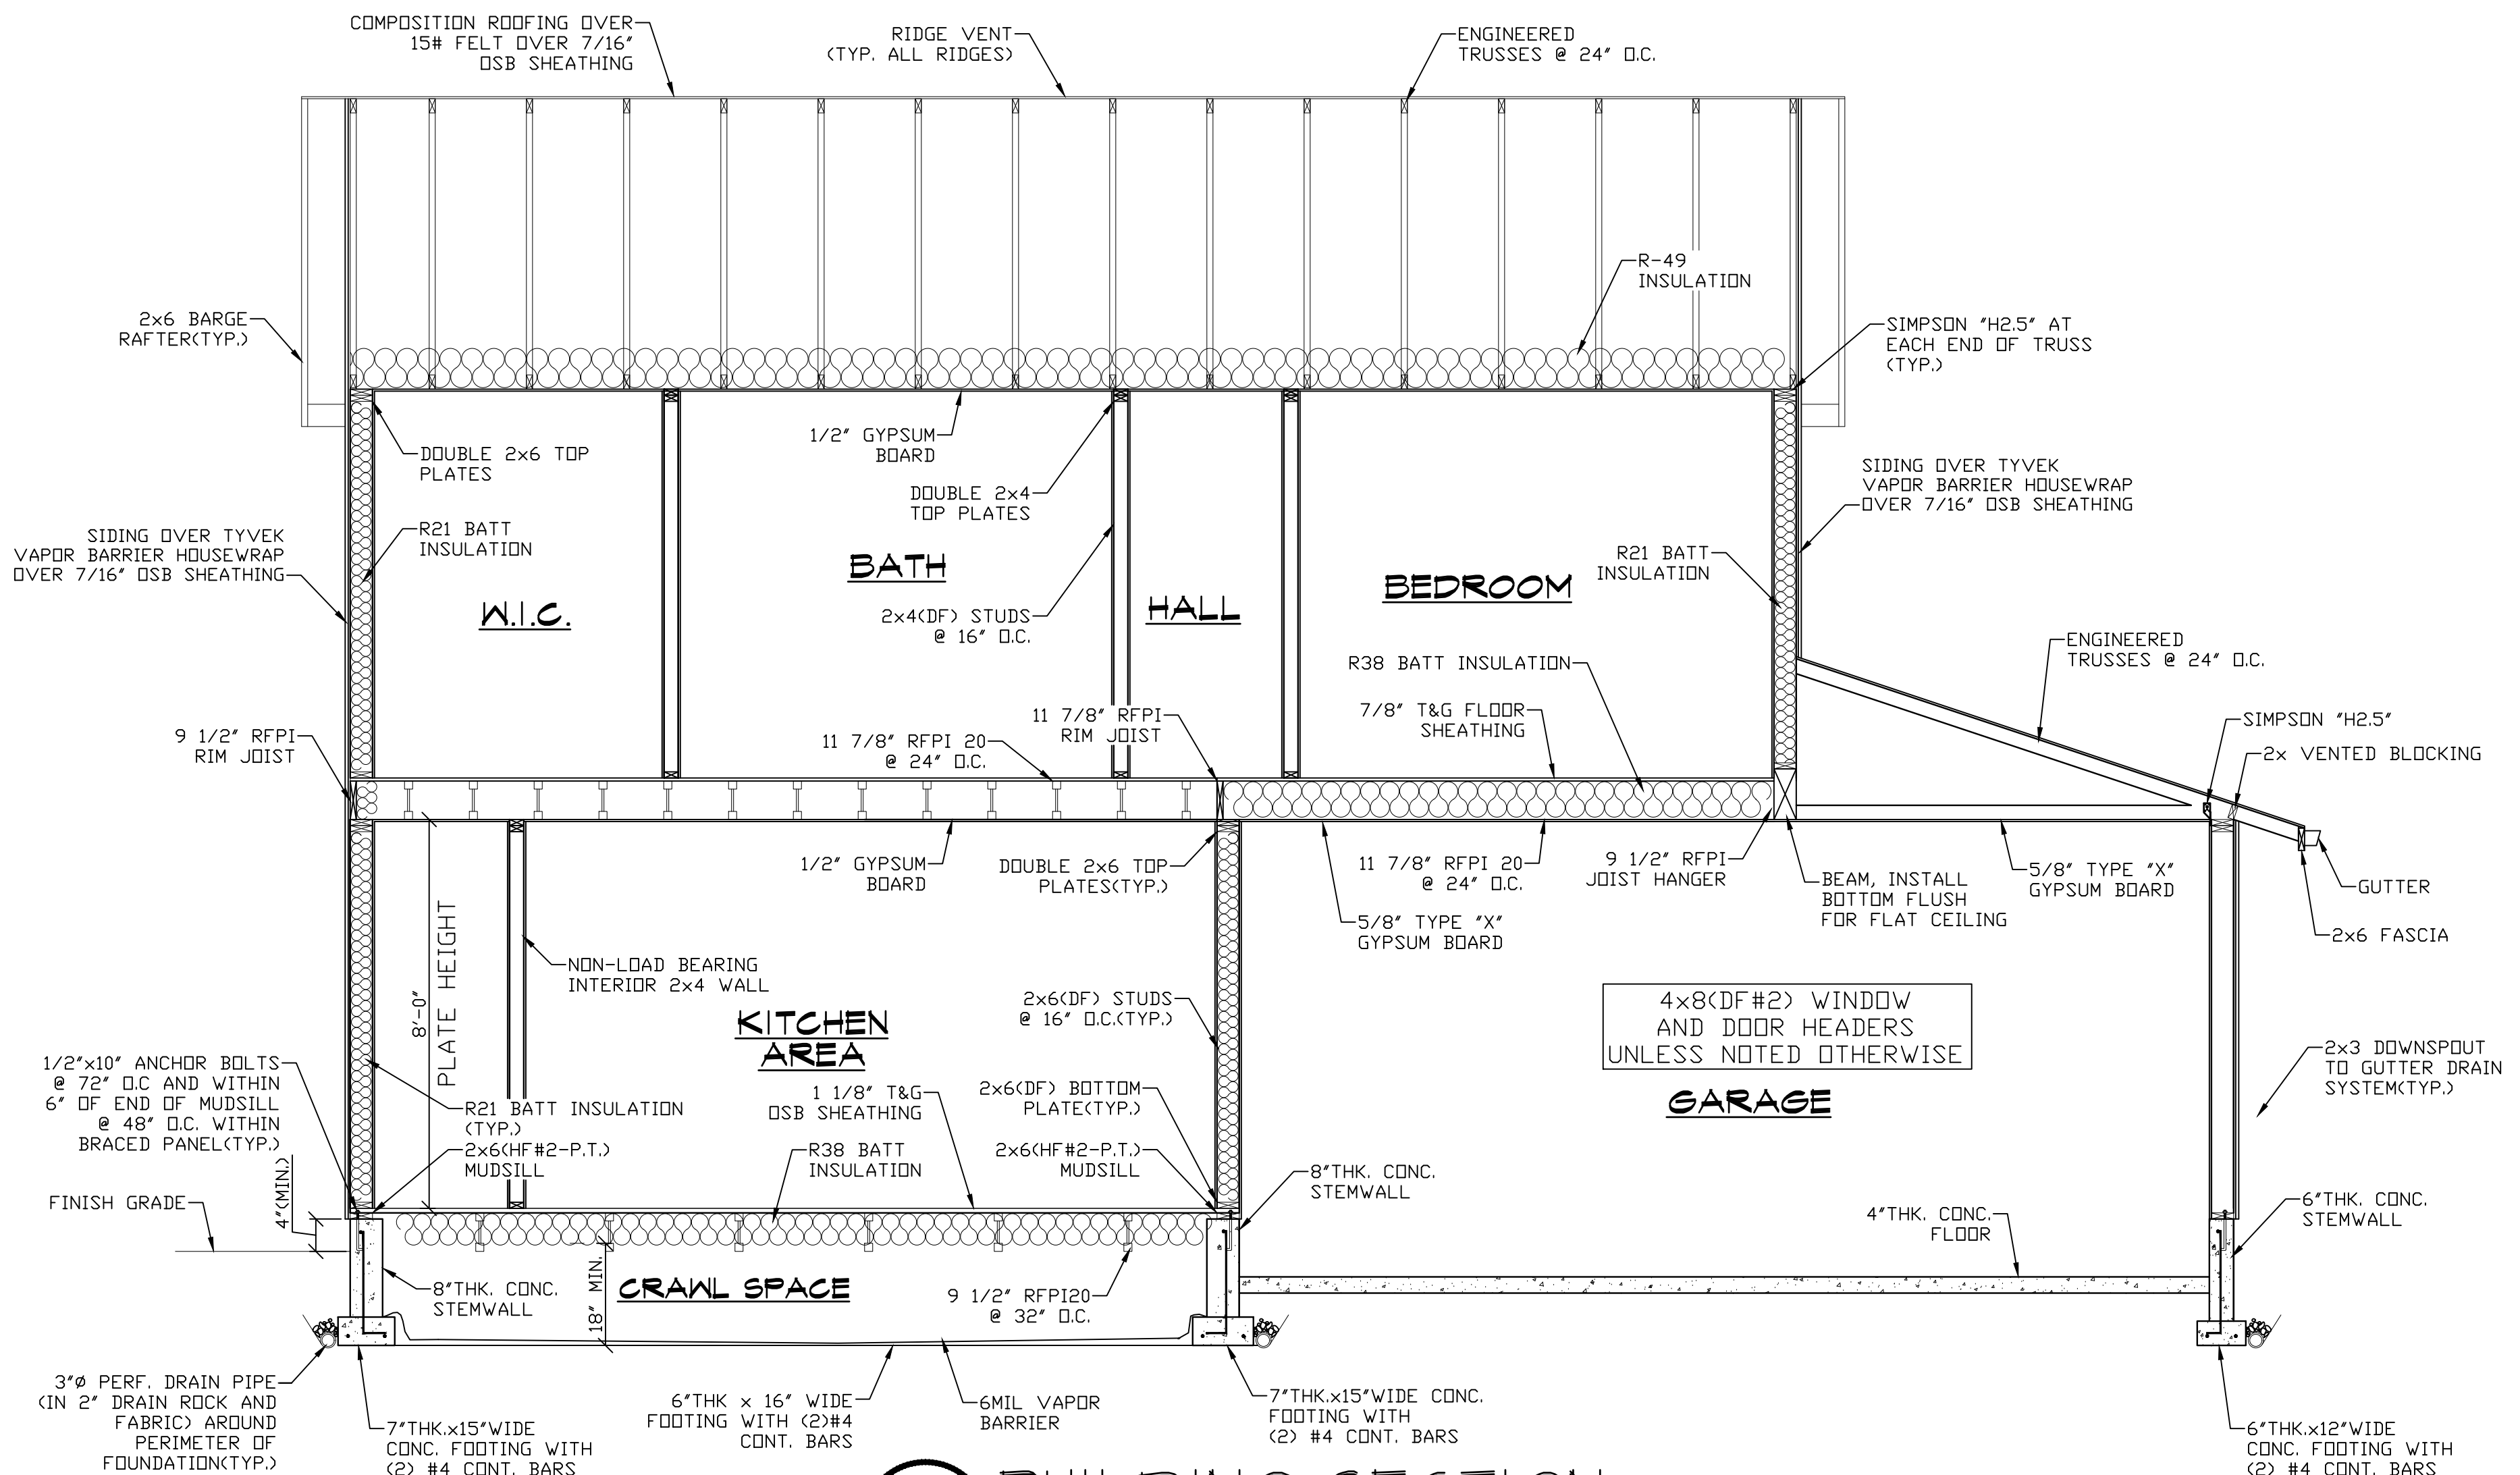 COMPOSITION ROOFING OVER
15# FELT OVER 7/16"
OSB SHEATHING
RIDGE VENT
(TYP. ALL RIDGES)
ENGINEERED
TRUSSES @ 24" O.C.
R-49
INSULATION
2x6 BARGE
RAFTER(TYP.)
SIMPSON "H2.5" AT
EACH END OF TRUSS
(TYP.)
DOUBLE 2x6 TOP
PLATES
1/2" GYPSUM
BOARD
DOUBLE 2x4
TOP PLATES
SIDING OVER TYVEK
VAPOR BARRIER HOUSEWRAP
OVER 7/16" OSB SHEATHING
SIDING OVER TYVEK
VAPOR BARRIER HOUSEWRAP
OVER 7/16" OSB SHEATHING
R21 BATT
INSULATION
BATH
R21 BATT
INSULATION
BEDROOM
W.I.C.
2x4(DF) STUDS
@ 16" O.C.
HALL
R38 BATT INSULATION
ENGINEERED
TRUSSES @ 24" O.C.
9 1/2" RFPI
RIM JOIST
11 7/8" RFPI 20
@ 24" O.C.
11 7/8" RFPI
RIM JOIST
7/8" T&G FLOOR
SHEATHING
SIMPSON "H2.5"
2x VENTED BLOCKING
1/2" GYPSUM
BOARD
DOUBLE 2x6 TOP
PLATES(TYP.)
11 7/8" RFPI 20
@ 24" O.C.
9 1/2" RFPI
JOIST HANGER
BEAM, INSTALL
BOTTOM FLUSH
FOR FLAT CEILING
5/8" TYPE "X"
GYPSUM BOARD
GUTTER
5/8" TYPE "X"
GYPSUM BOARD
2x6 FASCIA
8'-0"
PLATE HEIGHT
NON-LOAD BEARING
INTERIOR 2x4 WALL
KITCHEN
AREA
2x6(DF) STUDS
@ 16" O.C.(TYP.)
4x8(DF#2) WINDOW
AND DOOR HEADERS
UNLESS NOTED OTHERWISE
GARAGE
2x3 DOWNSPOUT
TO GUTTER DRAIN
SYSTEM(TYP.)
1/2"x10" ANCHOR BOLTS
@ 72" O.C AND WITHIN
6" OF END OF MUDSILL
@ 48" O.C. WITHIN
BRACED PANEL(TYP.)
R21 BATT INSULATION
(TYP.)
2x6(HF#2-P.T.)
MUDSILL
1 1/8" T&G
OSB SHEATHING
R38 BATT
INSULATION
2x6(DF) BOTTOM
PLATE(TYP.)
2x6(HF#2-P.T.)
MUDSILL
8"THK. CONC.
STEMWALL
4"(MIN.)
FINISH GRADE
4"THK. CONC.
FLOOR
6"THK. CONC.
STEMWALL
8"THK. CONC.
STEMWALL
18" MIN.
CRAWL SPACE
9 1/2" RFPI20
@ 32" O.C.
3"Ø PERF. DRAIN PIPE
(IN 2" DRAIN ROCK AND
FABRIC) AROUND
PERIMETER OF
FOUNDATION(TYP.)
7"THK.x15"WIDE
CONC. FOOTING WITH
(2) #4 CONT. BARS
6"THK x 16" WIDE
FOOTING WITH (2)#4
CONT. BARS
6MIL VAPOR
BARRIER
7"THK.x15"WIDE CONC.
FOOTING WITH
(2) #4 CONT. BARS
6"THK.x12"WIDE
CONC. FOOTING WITH
(2) #4 CONT. BARS
BUILDING SECTION